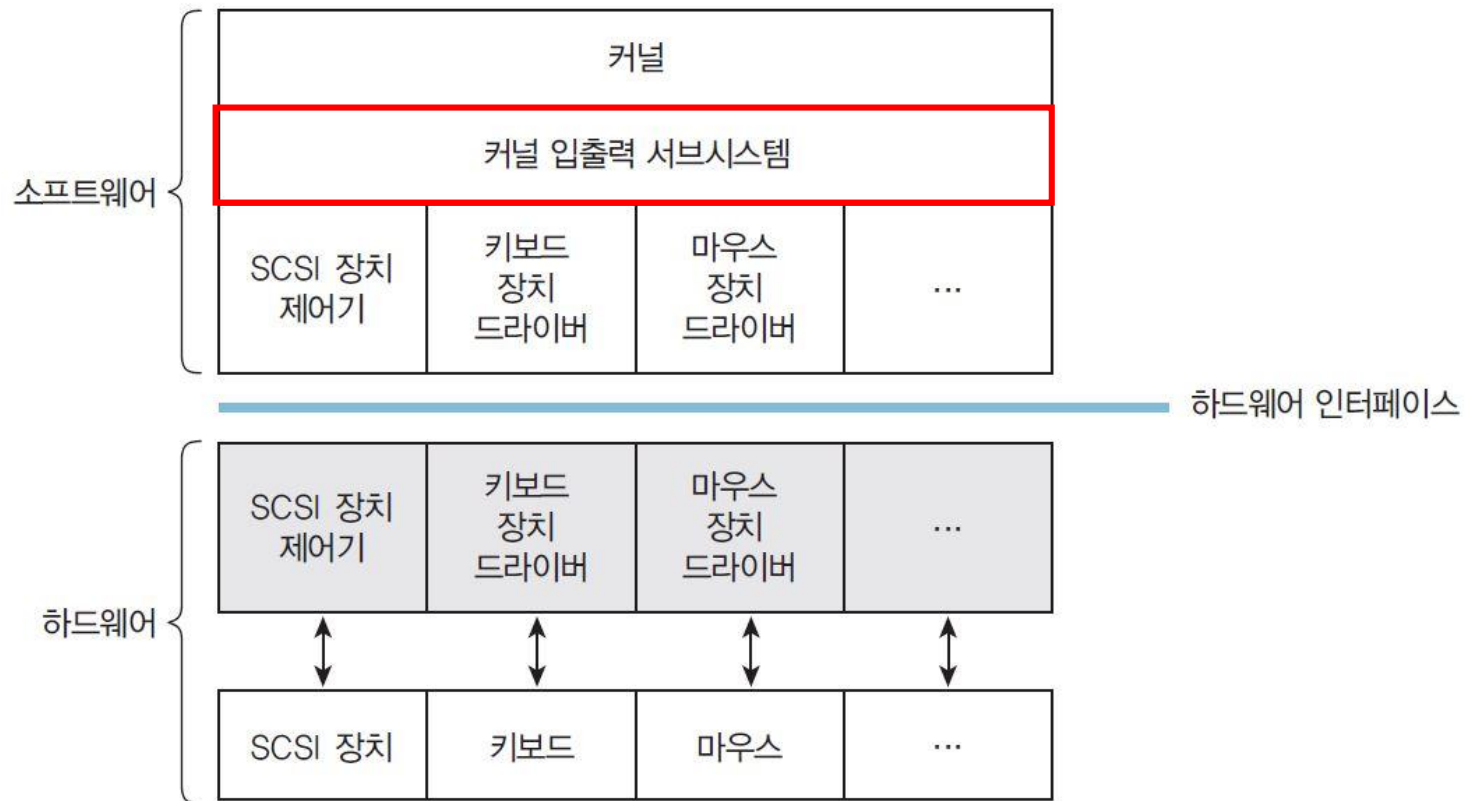 커널
커널 입출력 서브시스템
소프트웨어
SCSI 장치
제어기
키보드
장치
드라이버
마우스
장치
드라이버
...
하드웨어 인터페이스
SCSI 장치
제어기
키보드
장치
드라이버
마우스
장치
드라이버
...
하드웨어
SCSI 장치
키보드
마우스
...